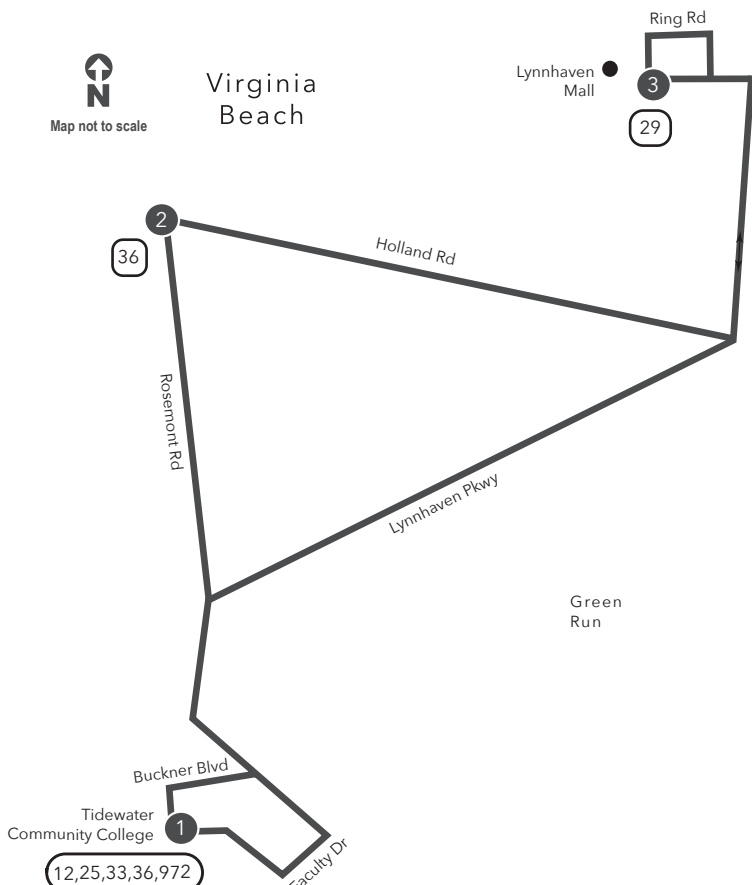 Ring Rd
Lynnhaven
Mall
3
29
N
Map not to scale
Virginia
Beach
2
36
Holland Rd
Rosemont Rd
Lynnhaven Pkwy
Green
Run
Buckner Blvd
Tidewater
Community College
1
12,25,33,36,972
Faculty Dr